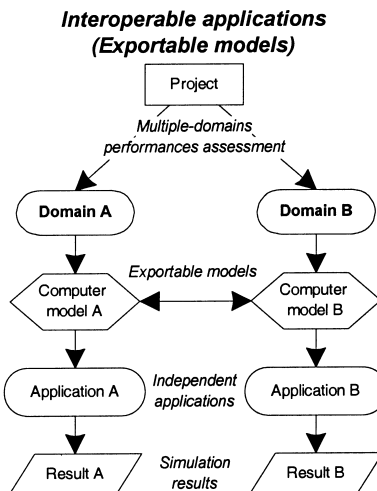 Interoperable applications
(Exportable models)
Project
Multiple-domains
performances assessment
Domain A
Domain B
Exportable models
Computer
model A
Computer
model B
Application A
Independent
applications
Application B
Result A
Simulation
results
Result B